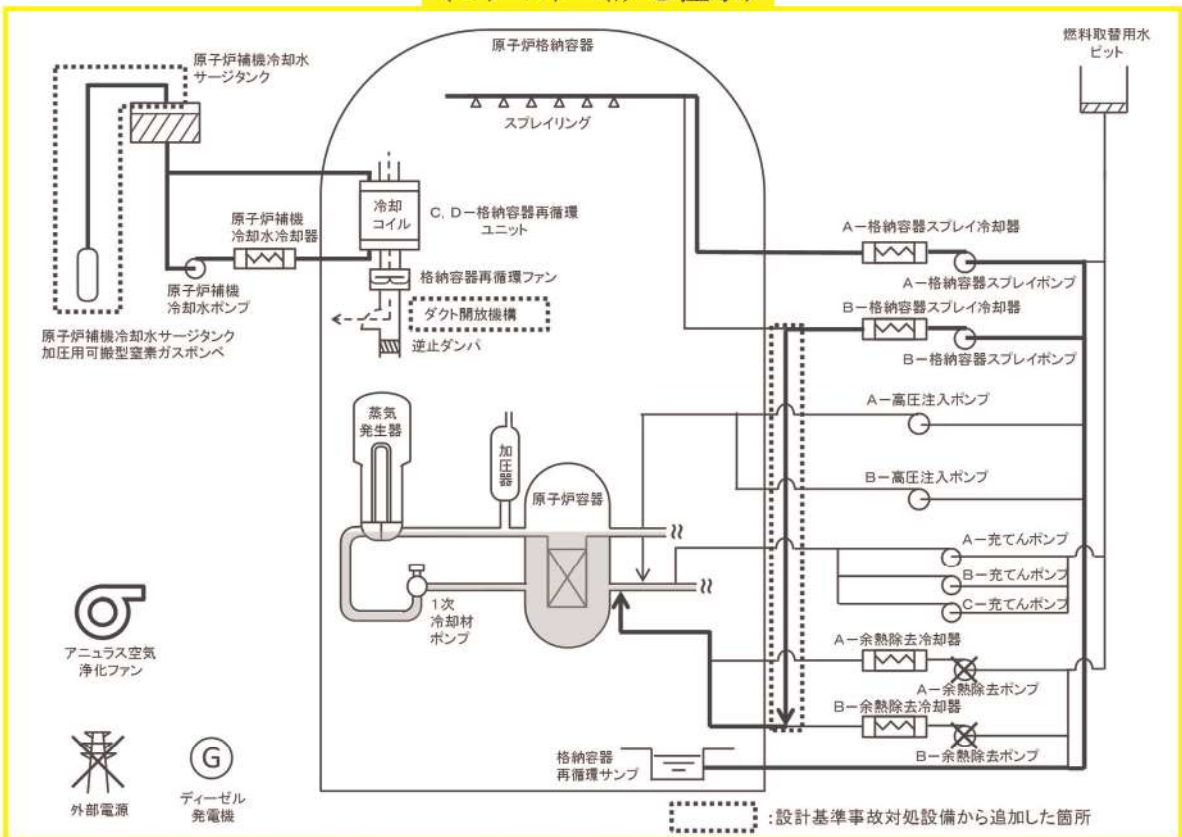 原子炉補機冷却水
サージタンク
原子炉格納容器
燃料取替用水
ピット
スプレイリング
冷却
コイル
C, D－格納容器再循環
ユニット
原子炉補機
冷却水冷却器
A－格納容器スプレイ冷却器
格納容器再循環ファン
A－格納容器スプレイポンプ
原子炉補機
冷却水ポンプ
ダクト開放機構
B－格納容器スプレイ冷却器
原子炉補機冷却水サージタンク
加圧用可搬型窒素ガスボンベ
逆止ダンパ
B－格納容器スプレイポンプ
蒸気
発生器
加圧器
原子炉容器
A－高圧注入ポンプ
B－高圧注入ポンプ
A－充てんポンプ
B－充てんポンプ
C－充てんポンプ
1次
冷却材
ポンプ
アニュラス空気
浄化ファン
A－余熱除去冷却器
A－余熱除去ポンプ
B－余熱除去冷却器
B－余熱除去ポンプ
格納容器
再循環サンプ
外部電源
G
ディーゼル
発電機
：設計基準事故対処設備から追加した箇所